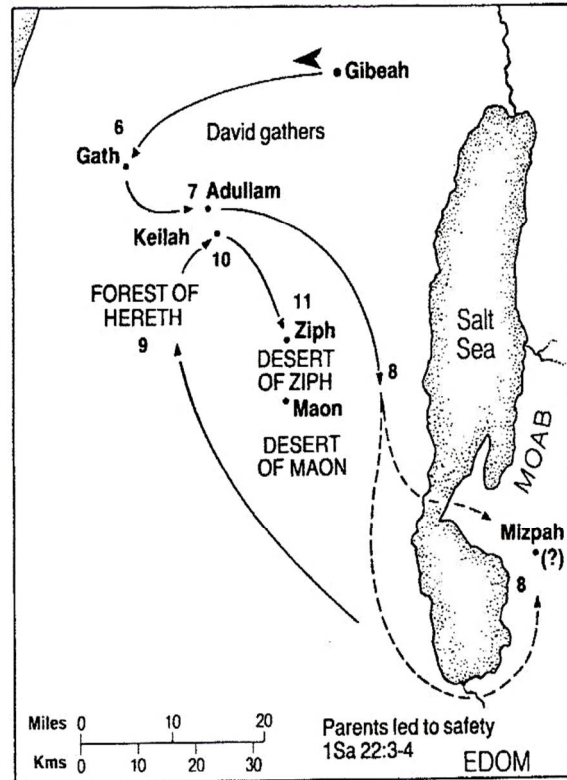 Gibeah
6
David gathers
Gath
7 Adullam
Keilah
10
FOREST OF
HERETH
9
11
Ziph
DESERT
OF ZIPH
Maon
DESERT
OF MAON
8
Salt
Sea
MOAB
Mizpah
(?)
8
Miles 0 10 20
Kms 0 10 20 30
Parents led to safety
1Sa 22:3-4
EDOM